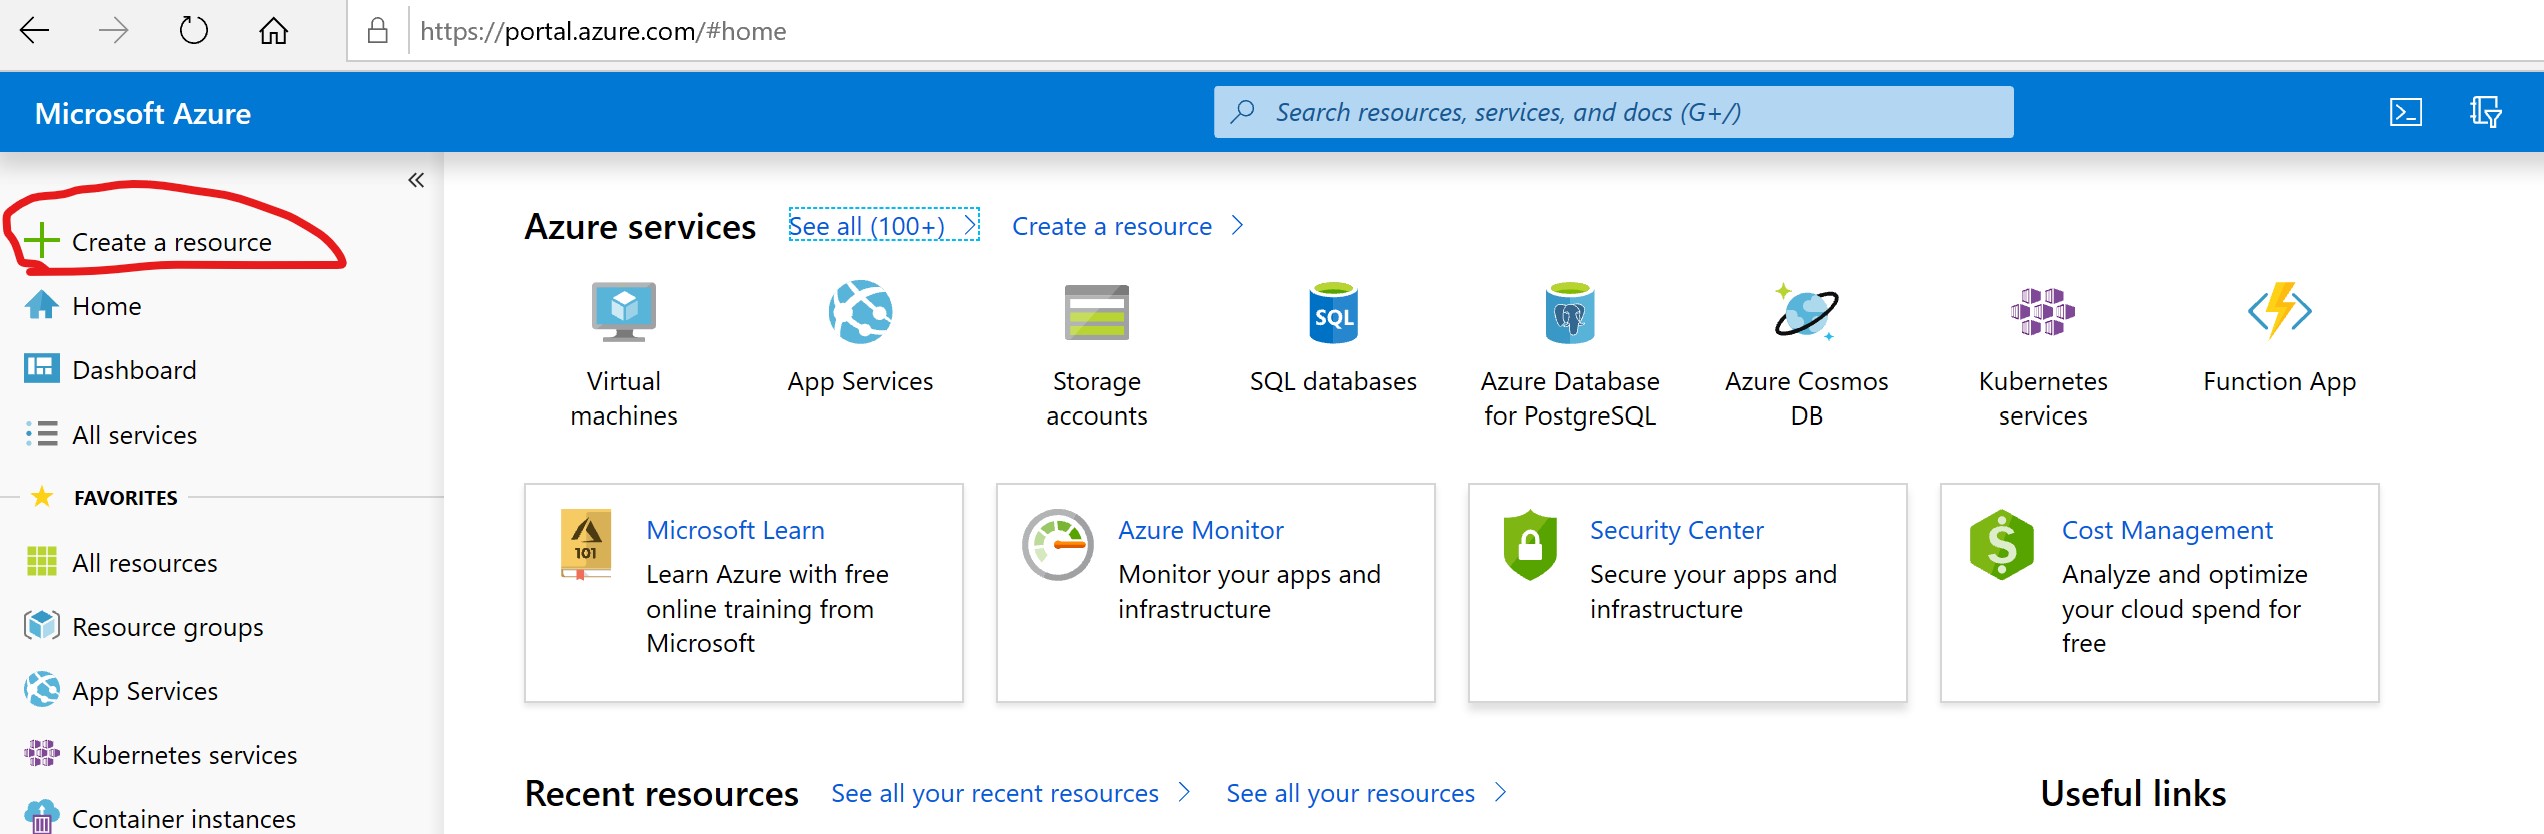 https://portal.azure.com/#home
Microsoft Azure
Search resources, services, and docs (G+/)
Create a resource
Home
Dashboard
All services
FAVORITES
All resources
Resource groups
App Services
Kubernetes services
Container instances
Azure services
See all (100+)
Create a resource
Virtual
machines
App Services
Storage
accounts
SQL
SQL databases
Azure Database
for PostgreSQL
Azure Cosmos
DB
Kubernetes
services
Function App
101
Microsoft Learn
Learn Azure with free
online training from
Microsoft
Azure Monitor
Monitor your apps and
infrastructure
Security Center
Secure your apps and
infrastructure
$
Cost Management
Analyze and optimize
your cloud spend for
free
Recent resources
See all your recent resources
See all your resources
Useful links